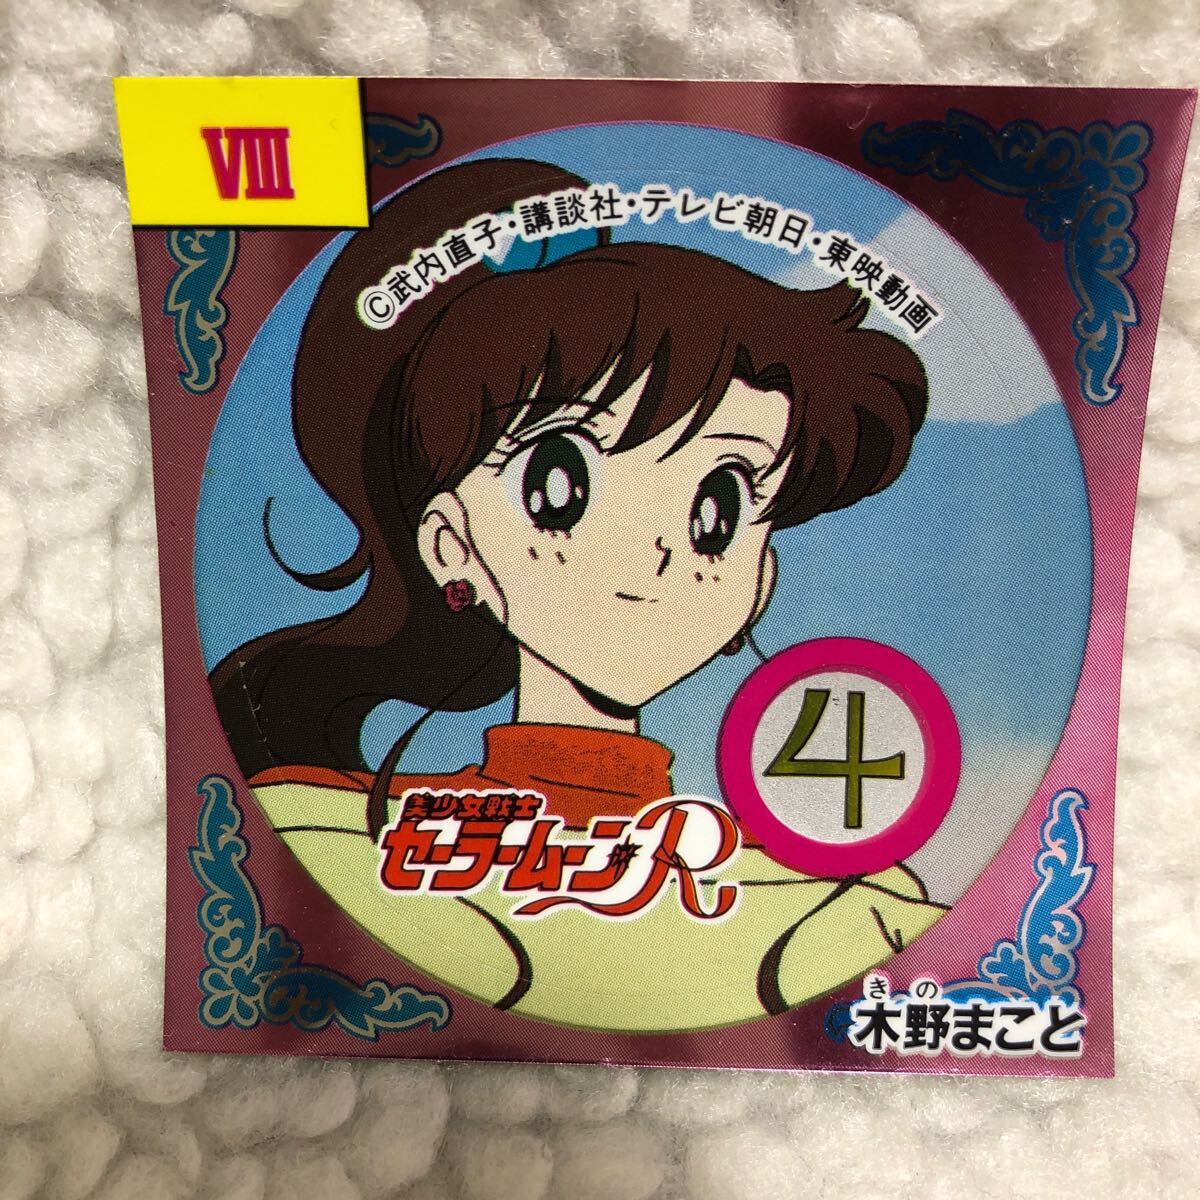 VIII
©武内直子・講談社・テレビ朝日・東映動画
美少女戦士
セーラームーンR
♃
きの
木野まこと